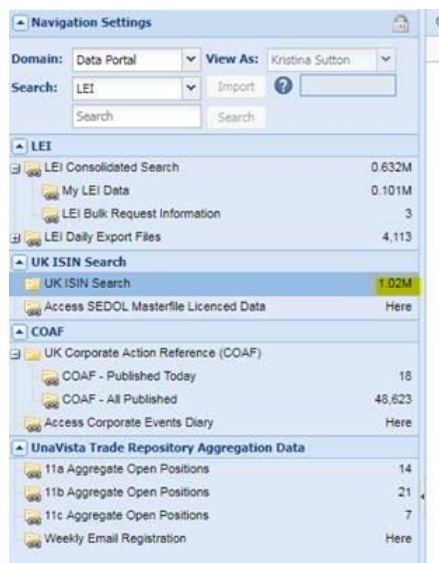 Navigation Settings
Domain: Data Portal View As: Kristina Sutton
Search: LEI Import ?
Search Search
LEI
LEI Consolidated Search 0.632M
My LEI Data 0.101M
LEI Bulk Request Information 3
LEI Daily Export Files 4,113
UK ISIN Search
UK ISIN Search 1.02M
Access SEDOL Masterfile Licenced Data Here
COAF
UK Corporate Action Reference (COAF)
COAF - Published Today 18
COAF - All Published 48,623
Access Corporate Events Diary Here
UnaVista Trade Repository Aggregation Data
11a Aggregate Open Positions 14
11b Aggregate Open Positions 21
11c Aggregate Open Positions 7
Weekly Email Registration Here